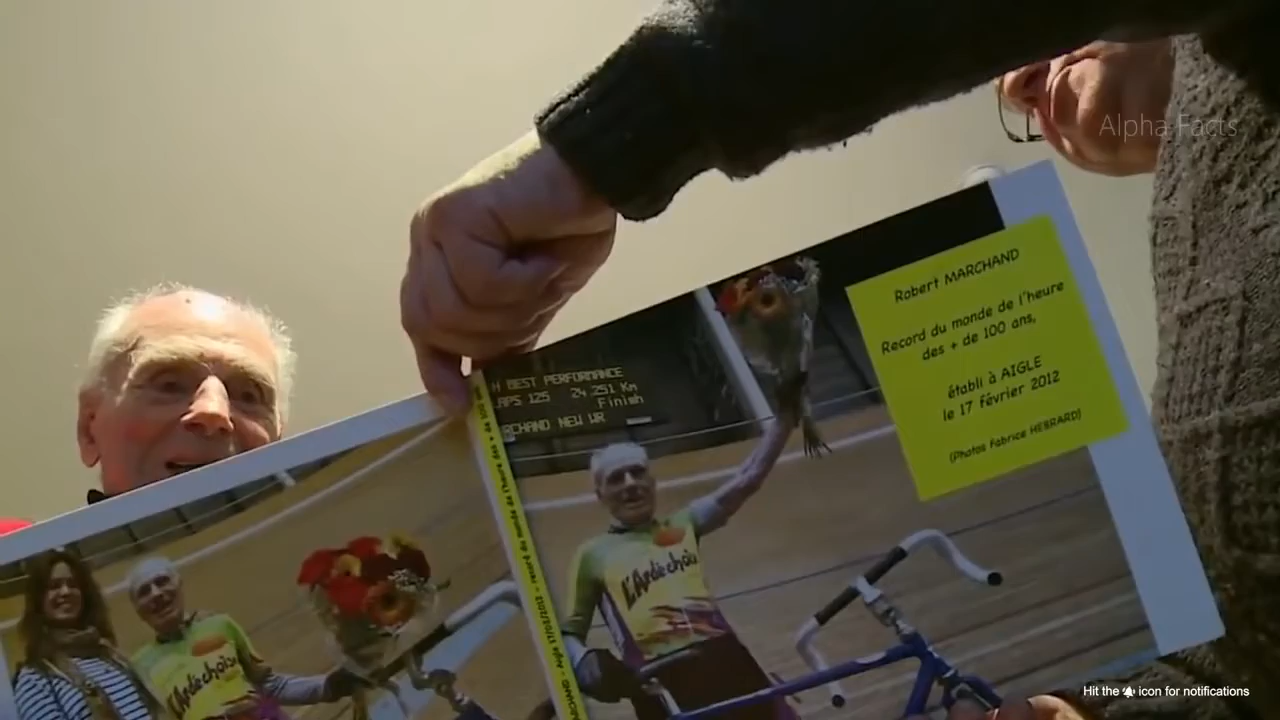 Alpha Facts
Robert MARCHAND
Record du monde de l'heure
des + de 100 ans,
établi à AIGLE
le 17 février 2012
(Photos Fabrice HEBRARD)
H BEST PERFORMANCE
APS 125 24,251 Km
Finish
RCHAND NEW WR
L'Ardéchois
L'Ardéchois
Hit the icon for notifications